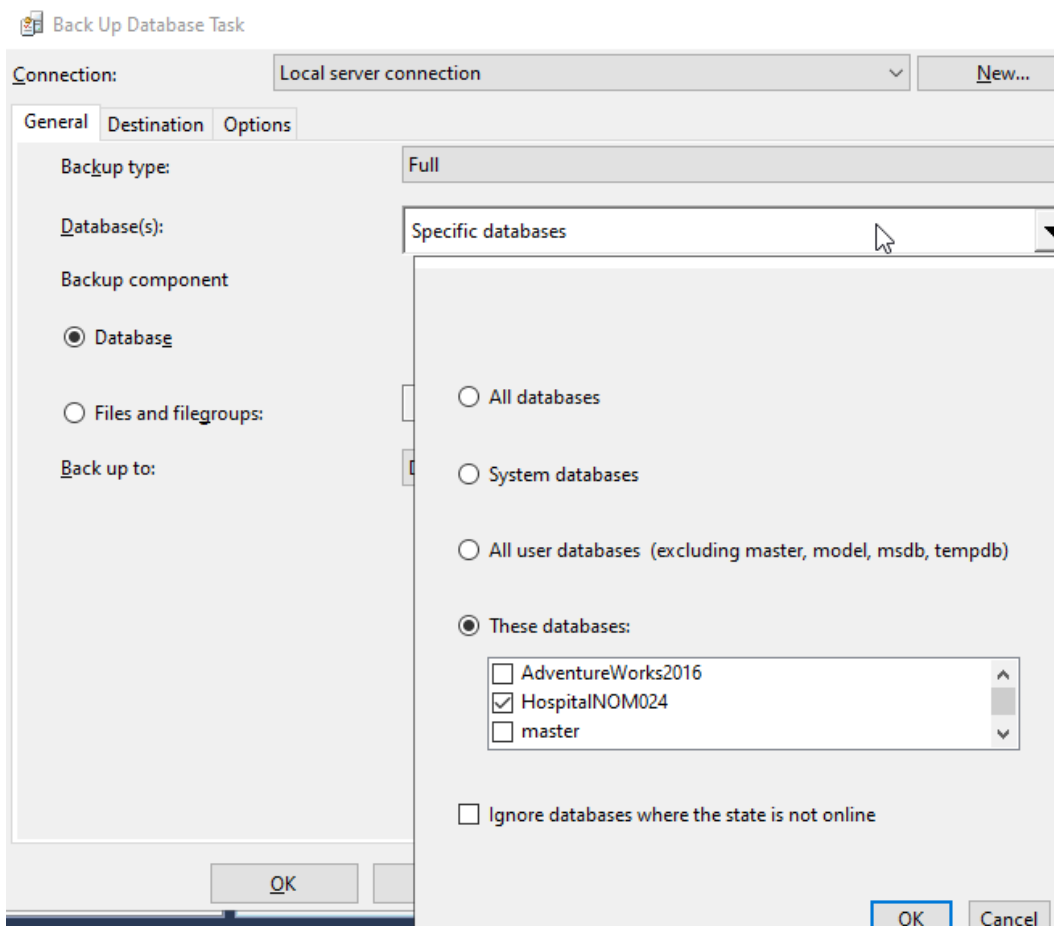 Back Up Database Task
Connection: Local server connection New...
General Destination Options
Backup type: Full
Database(s): Specific databases
Backup component
Database
Files and filegroups:
All databases
Back up to:
System databases
All user databases (excluding master, model, msdb, tempdb)
These databases:
AdventureWorks2016
HospitalNOM024
master
Ignore databases where the state is not online
OK
OK Cancel